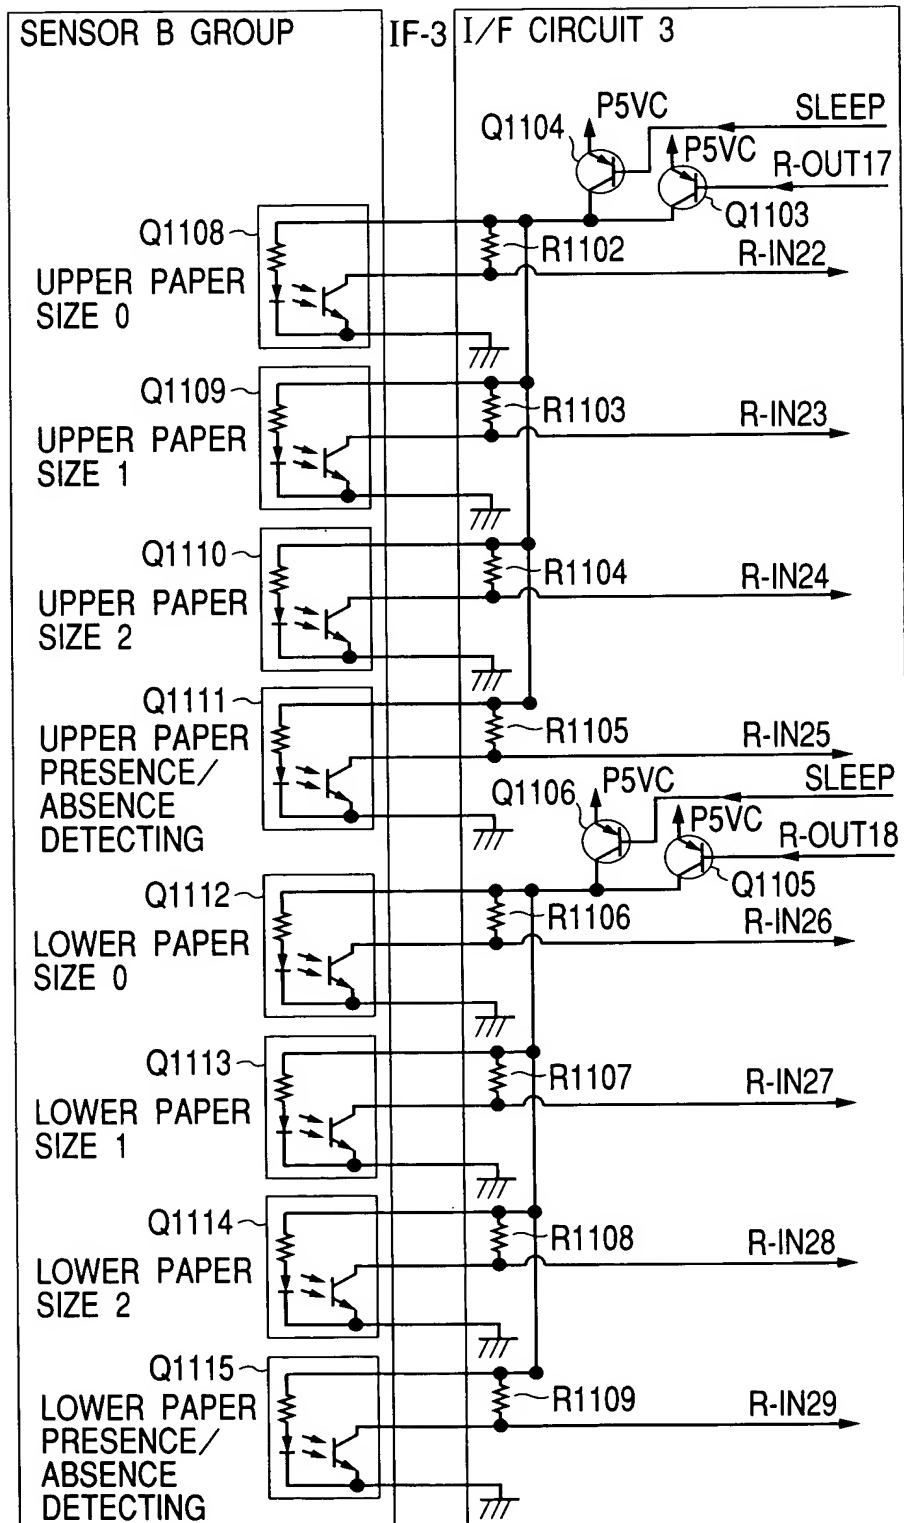 SENSOR B GROUP
IF-3
I/F CIRCUIT 3
P5VC
SLEEP
Q1104
P5VC
R-OUT17
Q1103
Q1108
R1102
R-IN22
UPPER PAPER
SIZE 0
Q1109
R1103
R-IN23
UPPER PAPER
SIZE 1
Q1110
R1104
R-IN24
UPPER PAPER
SIZE 2
Q1111
R1105
R-IN25
UPPER PAPER
PRESENCE/
ABSENCE
DETECTING
P5VC
SLEEP
Q1106
P5VC
R-OUT18
Q1105
Q1112
R1106
R-IN26
LOWER PAPER
SIZE 0
Q1113
R1107
R-IN27
LOWER PAPER
SIZE 1
Q1114
R1108
R-IN28
LOWER PAPER
SIZE 2
Q1115
R1109
R-IN29
LOWER PAPER
PRESENCE/
ABSENCE
DETECTING